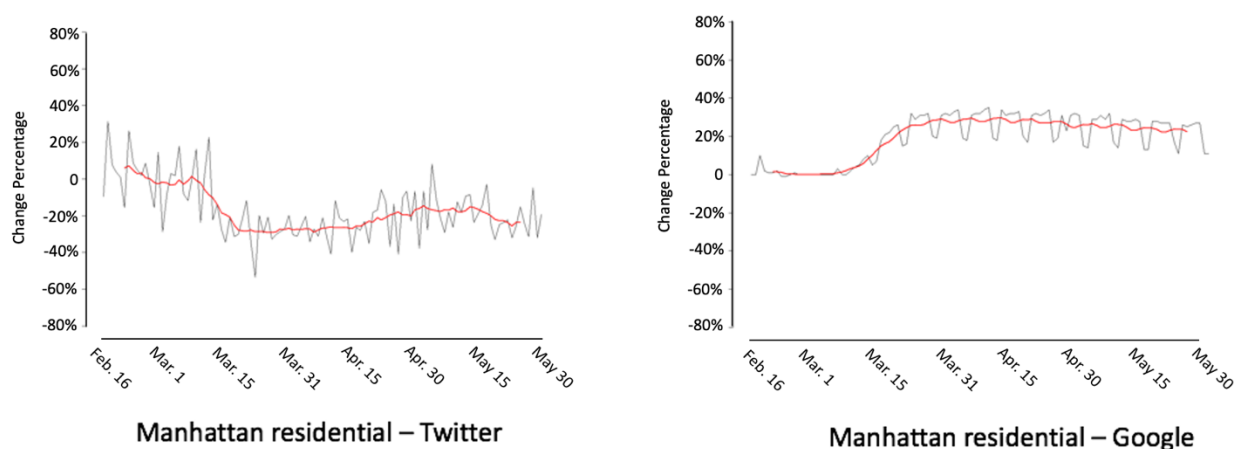 Change Percentage
80%
60%
40%
20%
0
-20%
-40%
-60%
-80%
Feb. 16
Mar. 1
Mar. 15
Mar. 31
Apr. 15
Apr. 30
May 15
May 30
Manhattan residential – Twitter
Change Percentage
80%
60%
40%
20%
0
-20%
-40%
-60%
-80%
Feb. 16
Mar. 1
Mar. 15
Mar. 31
Apr. 15
Apr. 30
May 15
May 30
Manhattan residential – Google